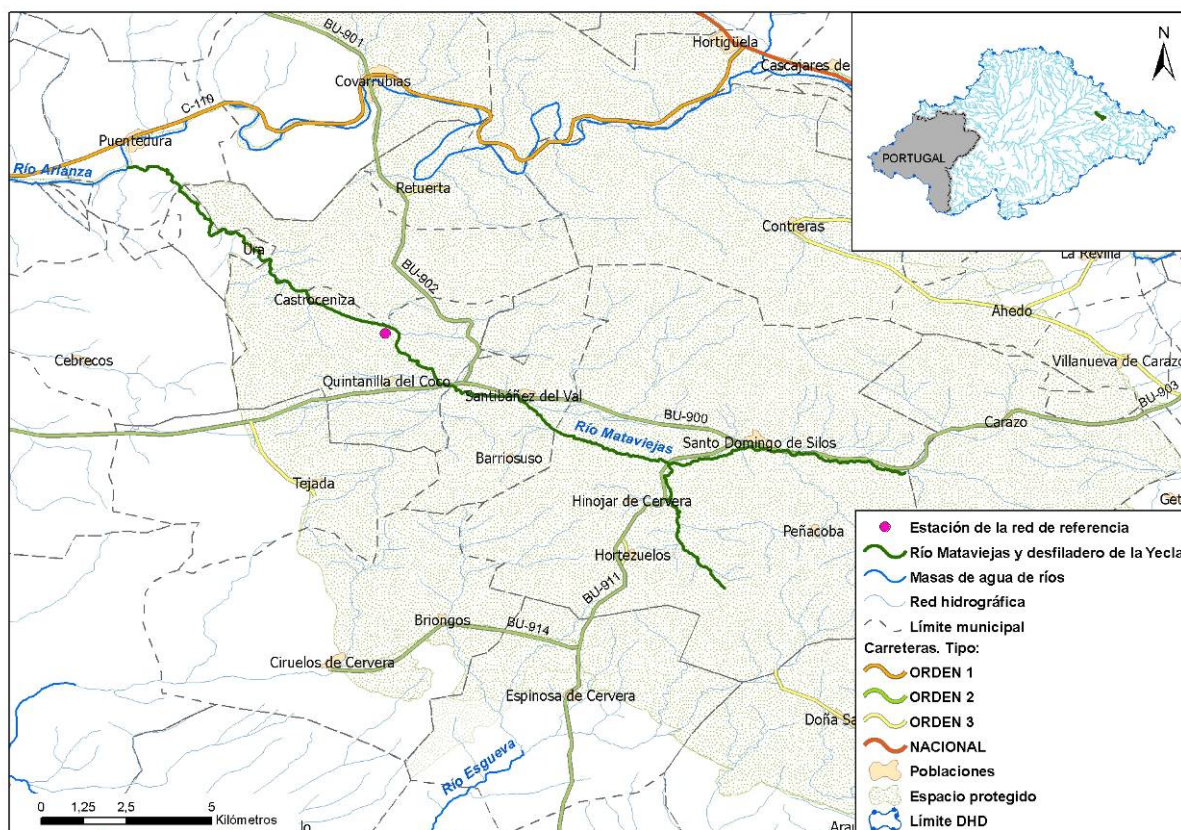 BU-901
Hortigüela
Cascajares de
Covarrubias
C-110
Puentedura
Río Arlanza
Retuerta
Contreras
La Revilla
Ura
BU-902
Castroceniza
Ahedo
Cebrecos
Villanueva de Carazo
Quintanilla del Coco
Santibáñez del Val
BU-900
BU-903
Carazo
Río Mataviejas
Santo Domingo de Silos
Barriosuso
Tejada
Hinojar de Cervera
Get
Peñacoba
Hortezuelos
BU-911
Briongos
BU-914
Ciruelos de Cervera
Espinosa de Cervera
Doña Sa
Río Esgueva
Ara
N
PORTUGAL
Estación de la red de referencia
Río Mataviejas y desfiladero de la Yecla
Masas de agua de ríos
Red hidrográfica
Límite municipal
Carreteras. Tipo:
ORDEN 1
ORDEN 2
ORDEN 3
NACIONAL
Poblaciones
Espacio protegido
Límite DHD
0 1,25 2,5 5
Kilómetros